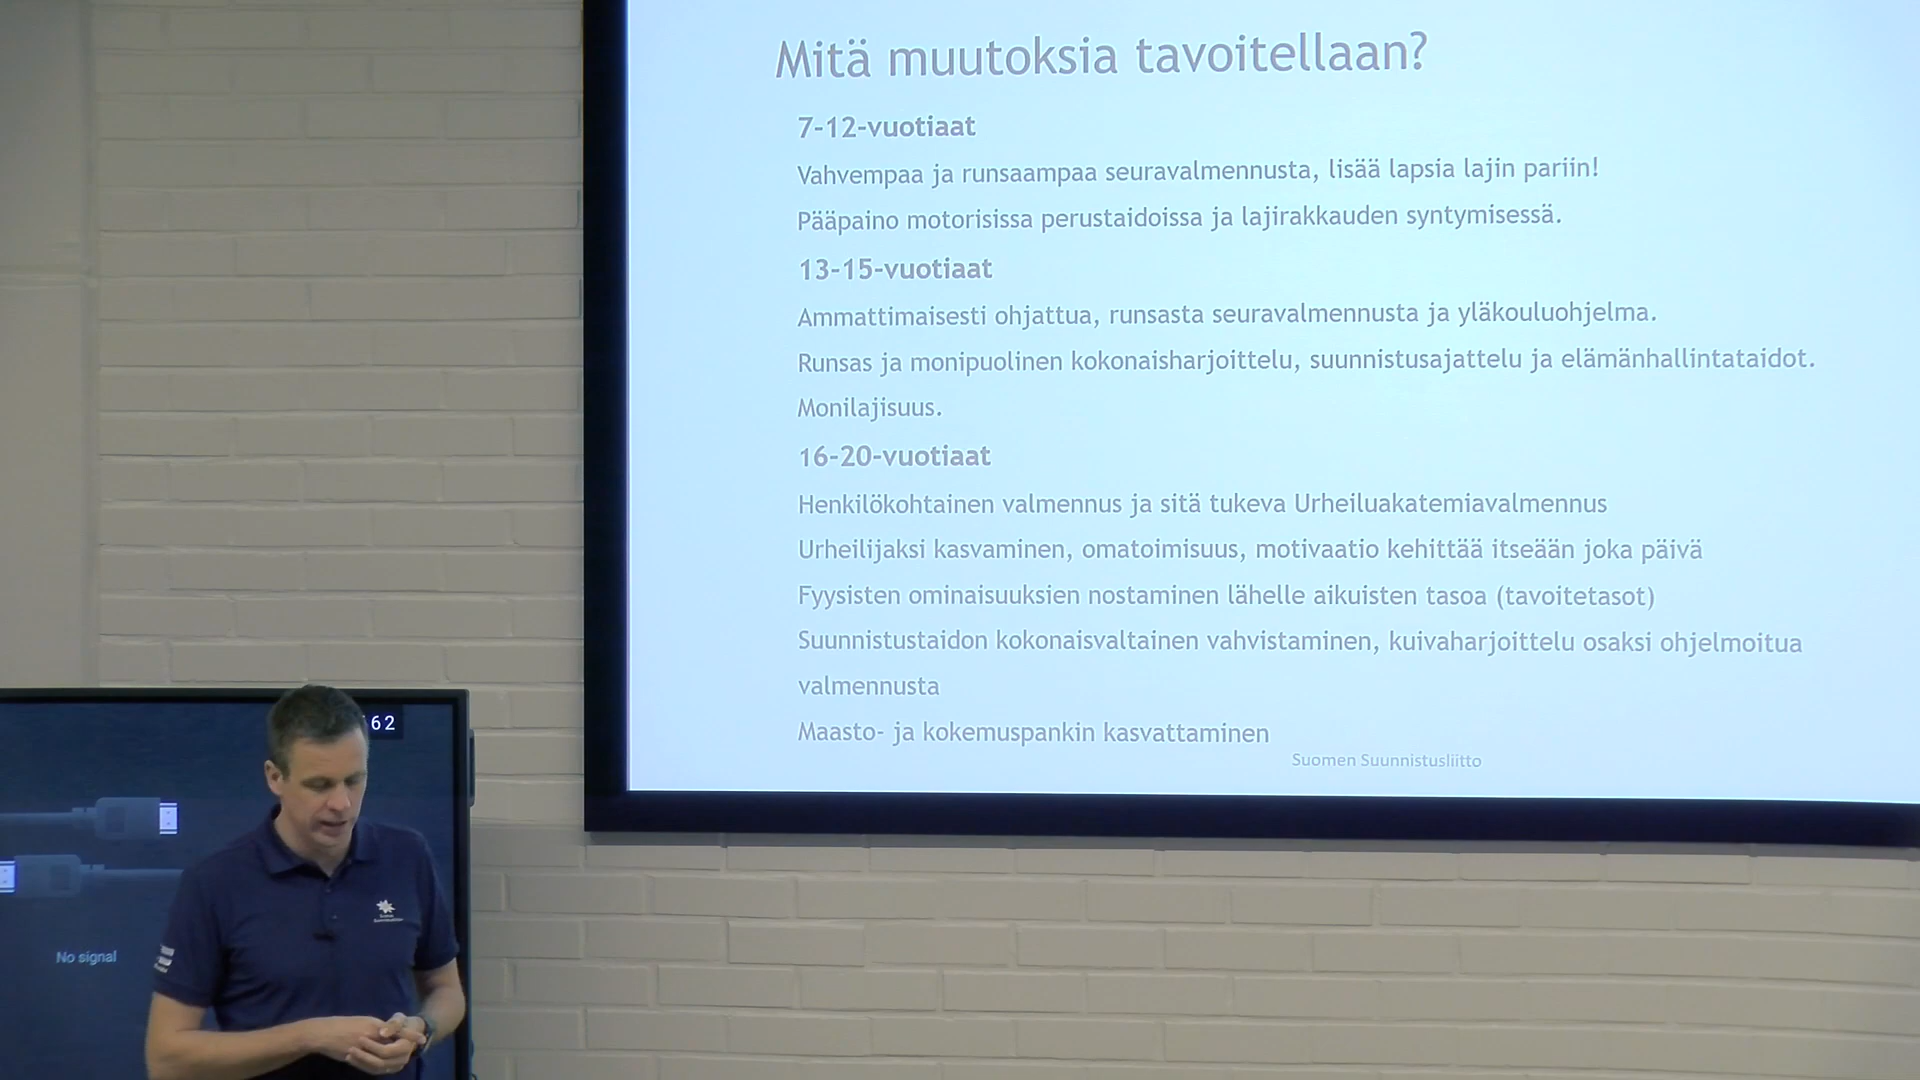 Mitä muutoksia tavoitellaan?
7-12-vuotiaat
Vahvempaa ja runsaampaa seuravalmennusta, lisää lapsia lajin pariin!
Pääpaino motorisissa perustaidoissa ja lajirakkauden syntymisessä.
13-15-vuotiaat
Ammattimaisesti ohjattua, runsasta seuravalmennusta ja yläkouluohjelma.
Runsas ja monipuolinen kokonaisharjoittelu, suunnistusajattelu ja elämänhallintataidot.
Monilajisuus.
16-20-vuotiaat
Henkilökohtainen valmennus ja sitä tukeva Urheiluakatemiavalmennus
Urheilijaksi kasvaminen, omatoimisuus, motivaatio kehittää itseään joka päivä
Fyysisten ominaisuuksien nostaminen lähelle aikuisten tasoa (tavoitetasot)
Suunnistustaidon kokonaisvaltainen vahvistaminen, kuivaharjoittelu osaksi ohjelmoitua
valmennusta
Maasto- ja kokemuspankin kasvattaminen
Suomen Suunnistusliitto
62
No signal